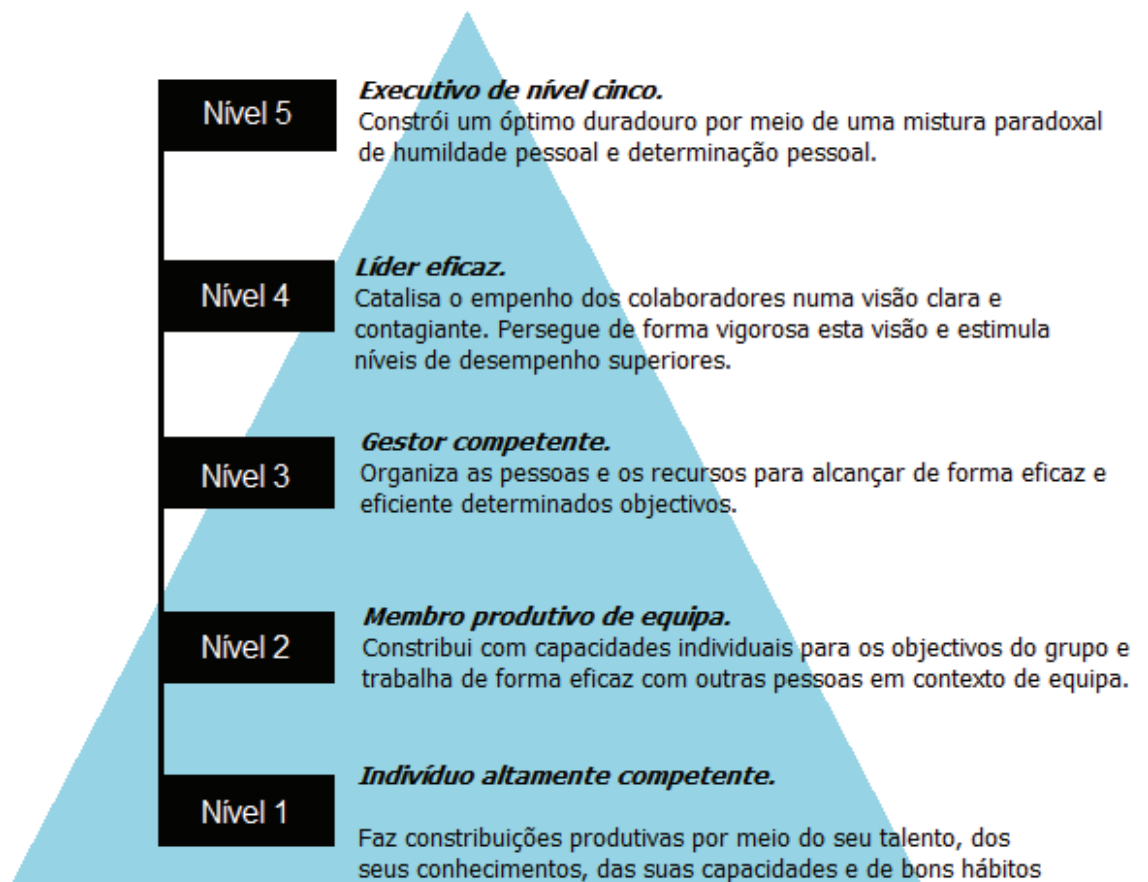 Nível 5
Executivo de nível cinco.
Constrói um óptimo duradouro por meio de uma mistura paradoxal
de humildade pessoal e determinação pessoal.
Nível 4
Líder eficaz.
Catalisa o empenho dos colaboradores numa visão clara e
contagiante. Persegue de forma vigorosa esta visão e estimula
níveis de desempenho superiores.
Nível 3
Gestor competente.
Organiza as pessoas e os recursos para alcançar de forma eficaz e
eficiente determinados objectivos.
Nível 2
Membro produtivo de equipa.
Constribui com capacidades individuais para os objectivos do grupo e
trabalha de forma eficaz com outras pessoas em contexto de equipa.
Nível 1
Indivíduo altamente competente.
Faz constribuições produtivas por meio do seu talento, dos
seus conhecimentos, das suas capacidades e de bons hábitos